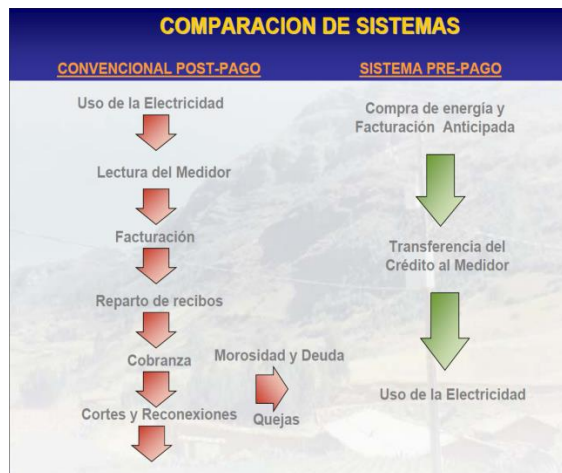 COMPARACION DE SISTEMAS
CONVENCIONAL POST-PAGO
Uso de la Electricidad
Lectura del Medidor
Facturación
Reparto de recibos
Cobranza
Morosidad y Deuda
Cortes y Reconexiones
Quejas
SISTEMA PRE-PAGO
Compra de energía y
Facturación Anticipada
Transferencia del
Crédito al Medidor
Uso de la Electricidad